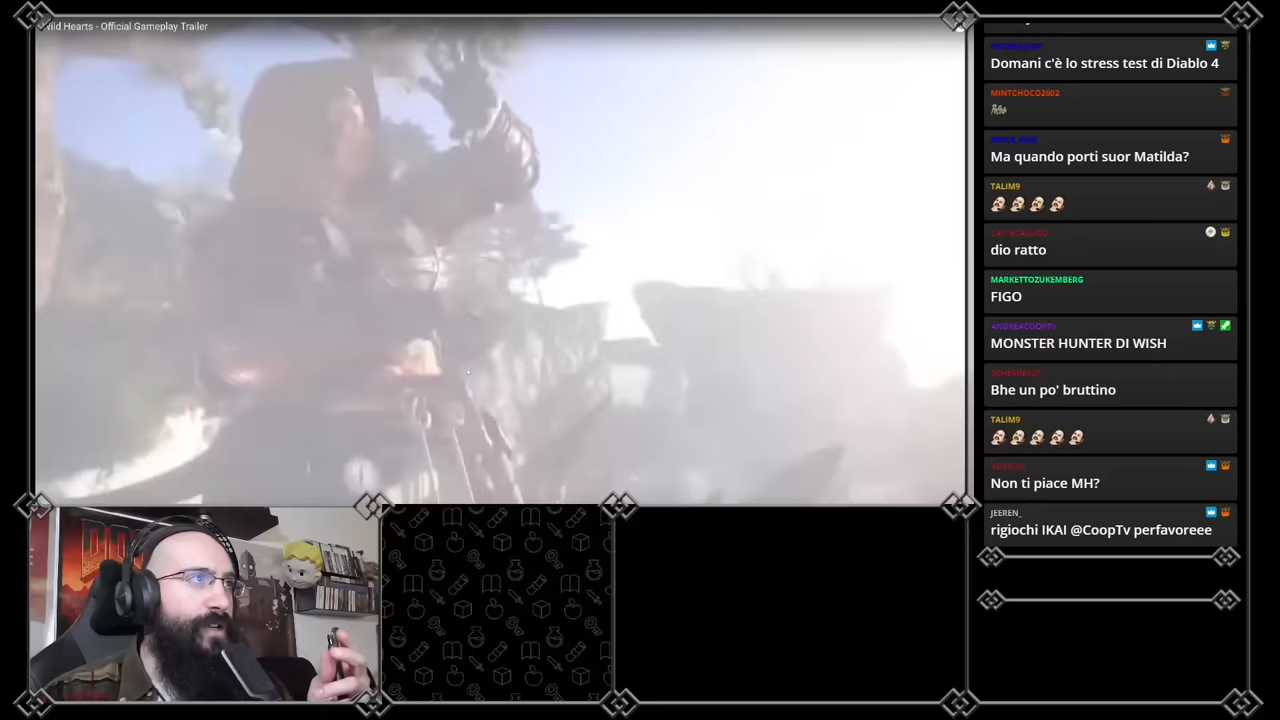 Wild Hearts - Official Gameplay Trailer
Domani c'è lo stress test di Diablo 4
MINTCHOCO2602
Ma quando porti suor Matilda?
TALIM9
dio ratto
MARKETTOZUKEMBERG
FIGO
4NDREACOOPTV
MONSTER HUNTER DI WISH
Bhe un po' bruttino
TALIM9
Non ti piace MH?
JEEREN_
rigiochi IKAI @CoopTv perfavoreee